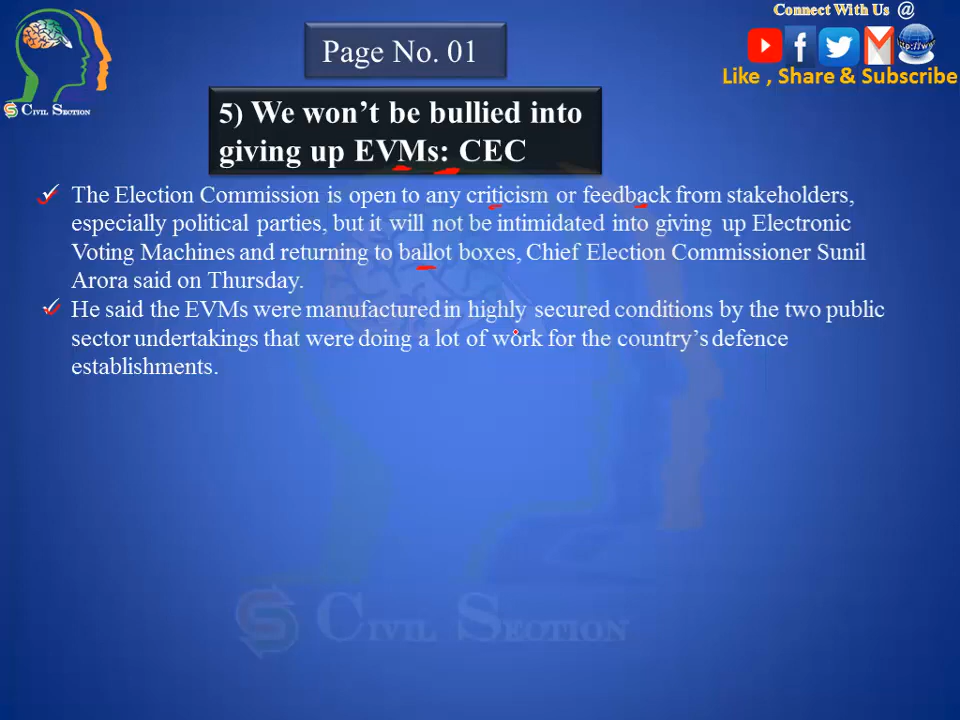 Connect With Us @
http://www
Like , Share & Subscribe
CIVIL SECTION
Page No. 01
5) We won’t be bullied into
giving up EVMs: CEC
The Election Commission is open to any criticism or feedback from stakeholders,
especially political parties, but it will not be intimidated into giving up Electronic
Voting Machines and returning to ballot boxes, Chief Election Commissioner Sunil
Arora said on Thursday.
He said the EVMs were manufactured in highly secured conditions by the two public
sector undertakings that were doing a lot of work for the country’s defence
establishments.
CIVIL SECTION